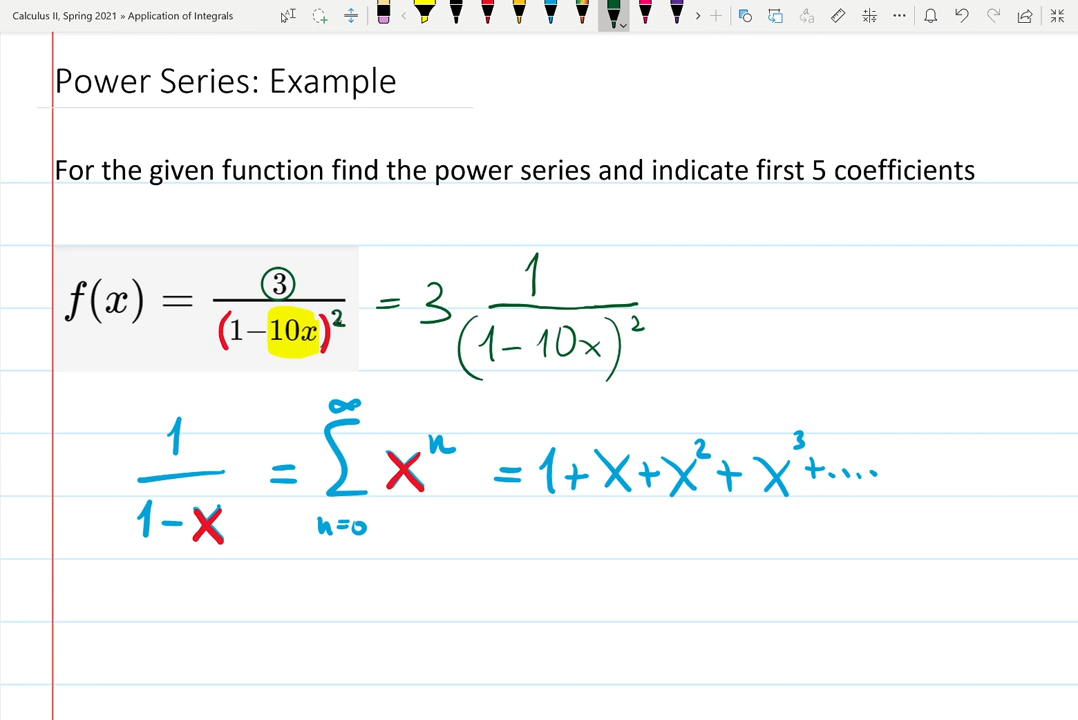 Calculus II, Spring 2021 » Application of Integrals
Power Series: Example
For the given function find the power series and indicate first 5 coefficients
f(x) = 3/(1−10x)² = 3 1/(1−10x)²
1/(1−x) = ∑_{n=0}^{∞} xⁿ = 1+x+x²+x³+....